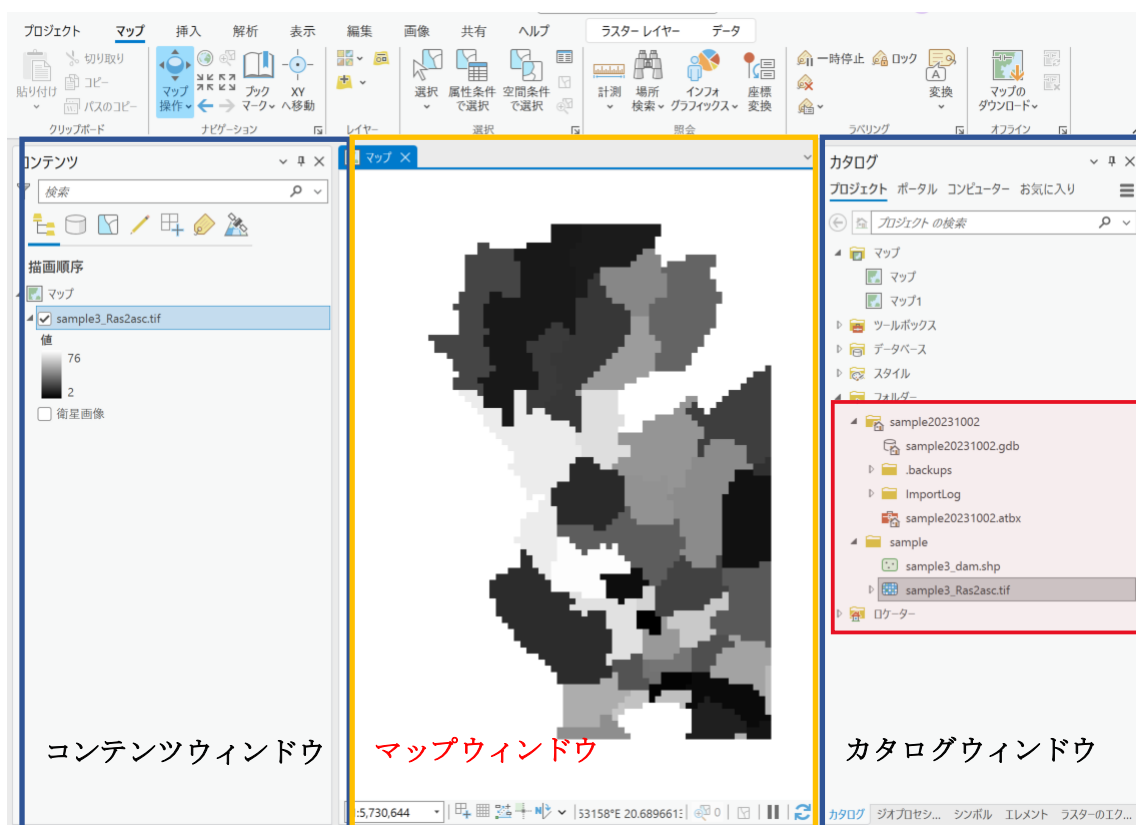 プロジェクト マップ 挿入 解析 表示 編集 画像 共有 ヘルプ ラスター レイヤー データ
貼り付け
切り取り
コピー
パスのコピー
クリップボード
マップ操作
ブックマーク
XY へ移動
ナビゲーション
レイヤー
選択
属性条件で選択
空間条件で選択
選択
計測
場所検索
インフォグラフィックス
座標変換
照会
一時停止 ロック
変換
ラベリング
マップのダウンロード
オフライン
コンテンツ
検索
描画順序
マップ
sample3_Ras2asc.tif
値
76
2
衛星画像
コンテンツウィンドウ
マップ
マップウィンドウ
:5,730,644
53158°E 20.689661
0
カタログ
プロジェクト ポータル コンピューター お気に入り
プロジェクト の検索
マップ
マップ
マップ1
ツールボックス
データベース
スタイル
フォルダー
sample20231002
sample20231002.gdb
.backups
ImportLog
sample20231002.atbx
sample
sample3_dam.shp
sample3_Ras2asc.tif
ロケーター
カタログウィンドウ
カタログ ジオプロセシ... シンボル エレメント ラスターのエク...